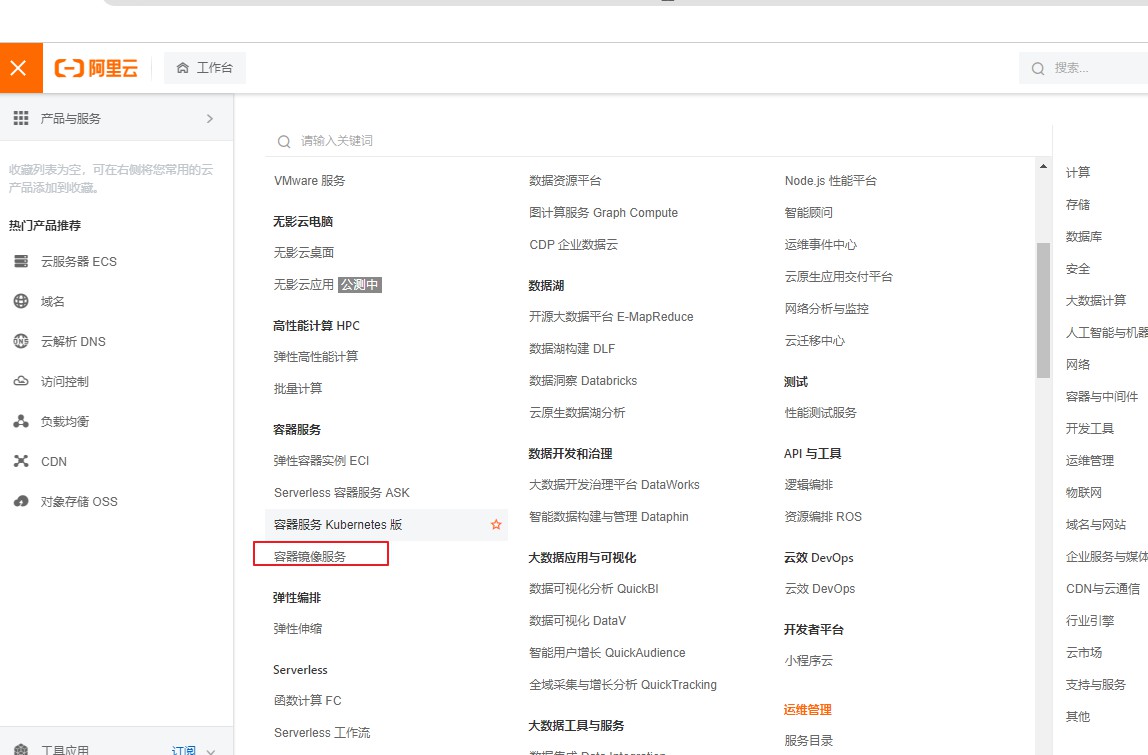 阿里云
工作台
搜索...
产品与服务
收藏列表为空，可在右侧将您常用的云
产品添加到收藏。
热门产品推荐
云服务器 ECS
域名
云解析 DNS
访问控制
负载均衡
CDN
对象存储 OSS
工具应用
订阅
请输入关键词
VMware 服务
无影云电脑
无影云桌面
无影云应用 公测中
高性能计算 HPC
弹性高性能计算
批量计算
容器服务
弹性容器实例 ECI
Serverless 容器服务 ASK
容器服务 Kubernetes 版
容器镜像服务
弹性编排
弹性伸缩
Serverless
函数计算 FC
Serverless 工作流
数据资源平台
图计算服务 Graph Compute
CDP 企业数据云
数据湖
开源大数据平台 E-MapReduce
数据湖构建 DLF
数据洞察 Databricks
云原生数据湖分析
数据开发和治理
大数据开发治理平台 DataWorks
智能数据构建与管理 Dataphin
大数据应用与可视化
数据可视化分析 QuickBI
数据可视化 DataV
智能用户增长 QuickAudience
全域采集与增长分析 QuickTracking
大数据工具与服务
数据集成 Data Integration
Node.js 性能平台
智能顾问
运维事件中心
云原生应用交付平台
网络分析与监控
云迁移中心
测试
性能测试服务
API 与工具
逻辑编排
资源编排 ROS
云效 DevOps
云效 DevOps
开发者平台
小程序云
运维管理
服务目录
计算
存储
数据库
安全
大数据计算
人工智能与机器
网络
容器与中间件
开发工具
运维管理
物联网
域名与网站
企业服务与媒体
CDN与云通信
行业引擎
云市场
支持与服务
其他